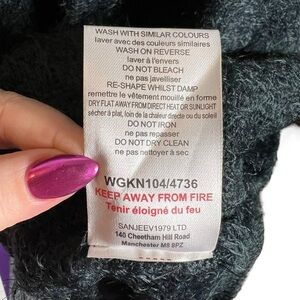 WASH WITH SIMILAR COLOURS
laver avec des couleurs similaires
WASH ON REVERSE
laver à l'envers
DO NOT BLEACH
ne pas javelliser
RE-SHAPE WHILST DAMP
remettre le vêtement mouillé en forme
DRY FLAT AWAY FROM DIRECT HEAT OR SUNLIGHT
sécher à plat, loin de la chaleur directe ou du soleil
DO NOT IRON
ne pas repasser
DO NOT DRY CLEAN
ne pas nettoyer à sec
WGKN104/4736
KEEP AWAY FROM FIRE
Tenir éloigné du feu
SANJEEV1979 LTD
140 Cheetham Hill Road
Manchester M8 8PZ